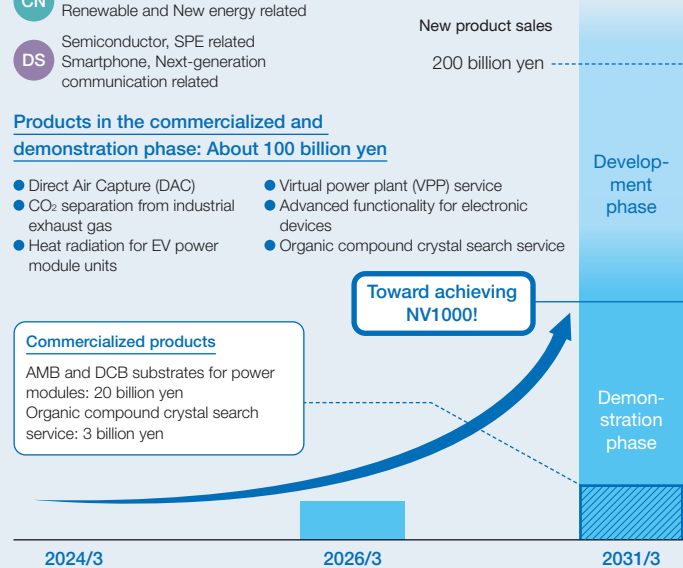 CN
Renewable and New energy related
DS
Semiconductor, SPE related
Smartphone, Next-generation
communication related
New product sales
200 billion yen
Products in the commercialized and
demonstration phase: About 100 billion yen
● Direct Air Capture (DAC)
● CO₂ separation from industrial
exhaust gas
● Heat radiation for EV power
module units
● Virtual power plant (VPP) service
● Advanced functionality for electronic
devices
● Organic compound crystal search service
Develop-
ment
phase
Toward achieving
NV1000!
Commercialized products
AMB and DCB substrates for power
modules: 20 billion yen
Organic compound crystal search
service: 3 billion yen
Demon-
stration
phase
2024/3
2026/3
2031/3